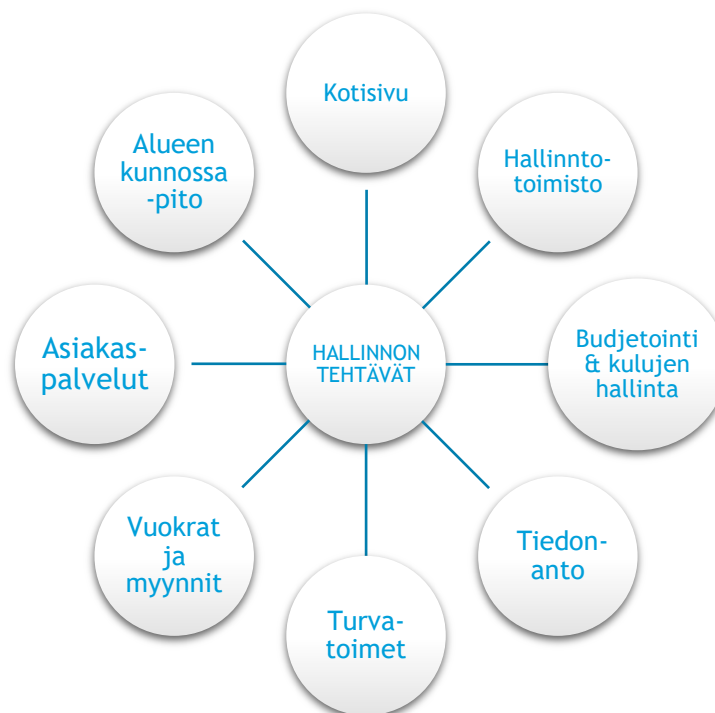 Kotisivu
Hallinnto-
toimisto
Budjetointi
& kulujen
hallinta
Tiedon-
anto
Turva-
toimet
Vuokrat
ja
myynnit
Asiakas-
palvelut
Alueen
kunnossa
-pito
HALLINNON
TEHTÄVÄT